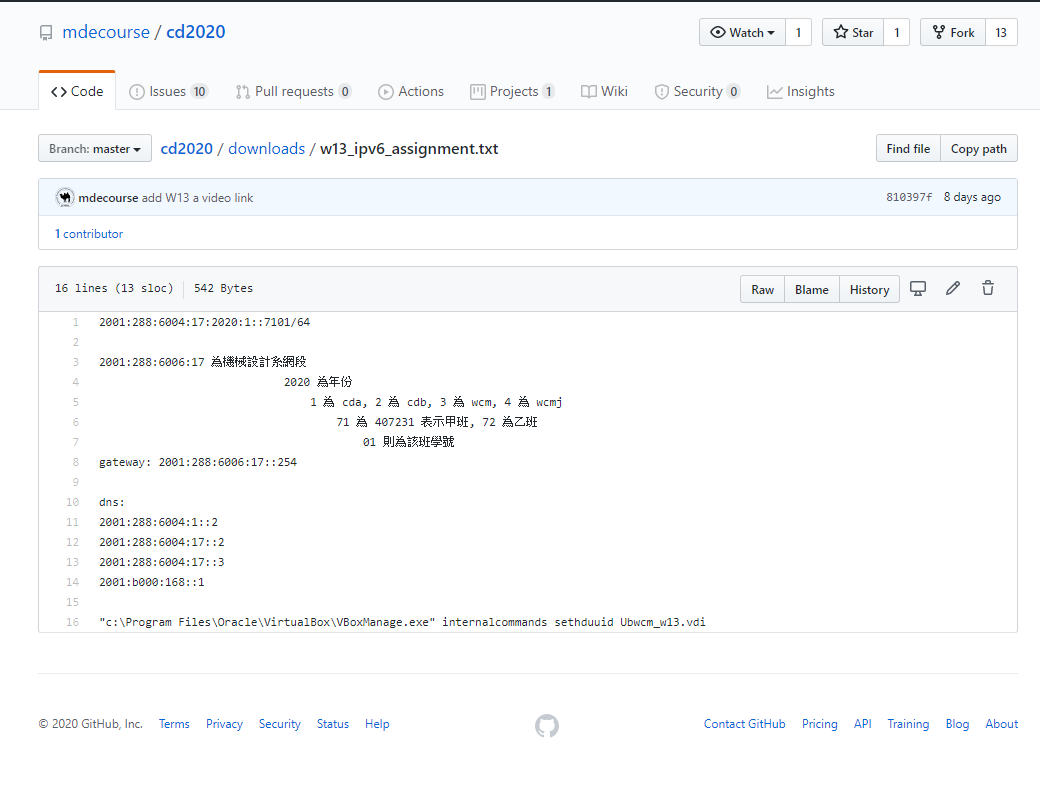 mdecourse / cd2020
Watch 1 Star 1 Fork 13
Code Issues 10 Pull requests 0 Actions Projects 1 Wiki Security 0 Insights
Branch: master cd2020 / downloads / w13_ipv6_assignment.txt Find file Copy path
mdecourse add W13 a video link 810397f 8 days ago
1 contributor
16 lines (13 sloc) 542 Bytes Raw Blame History
1 2001:288:6004:17:2020:1::7101/64
2
3 2001:288:6006:17 為機械設計系網段
4 2020 為年份
5 1 為 cda, 2 為 cdb, 3 為 wcm, 4 為 wcmj
6 71 為 407231 表示甲班, 72 為乙班
7 01 則為該班學號
8 gateway: 2001:288:6006:17::254
9
10 dns:
11 2001:288:6004:1::2
12 2001:288:6004:17::2
13 2001:288:6004:17::3
14 2001:b000:168::1
15
16 "c:\Program Files\Oracle\VirtualBox\VBoxManage.exe" internalcommands sethduuid Ubwcm_w13.vdi
© 2020 GitHub, Inc. Terms Privacy Security Status Help Contact GitHub Pricing API Training Blog About